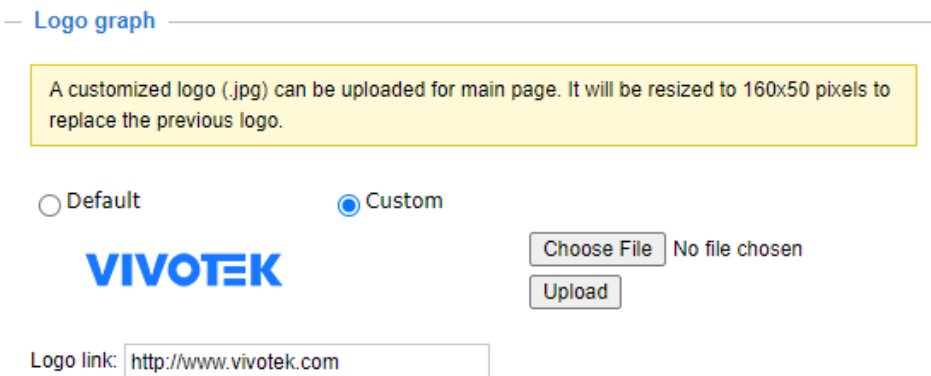 Logo graph
A customized logo (.jpg) can be uploaded for main page. It will be resized to 160x50 pixels to
replace the previous logo.
Default Custom
VIVOTEK Choose File No file chosen
Upload
Logo link: http://www.vivotek.com